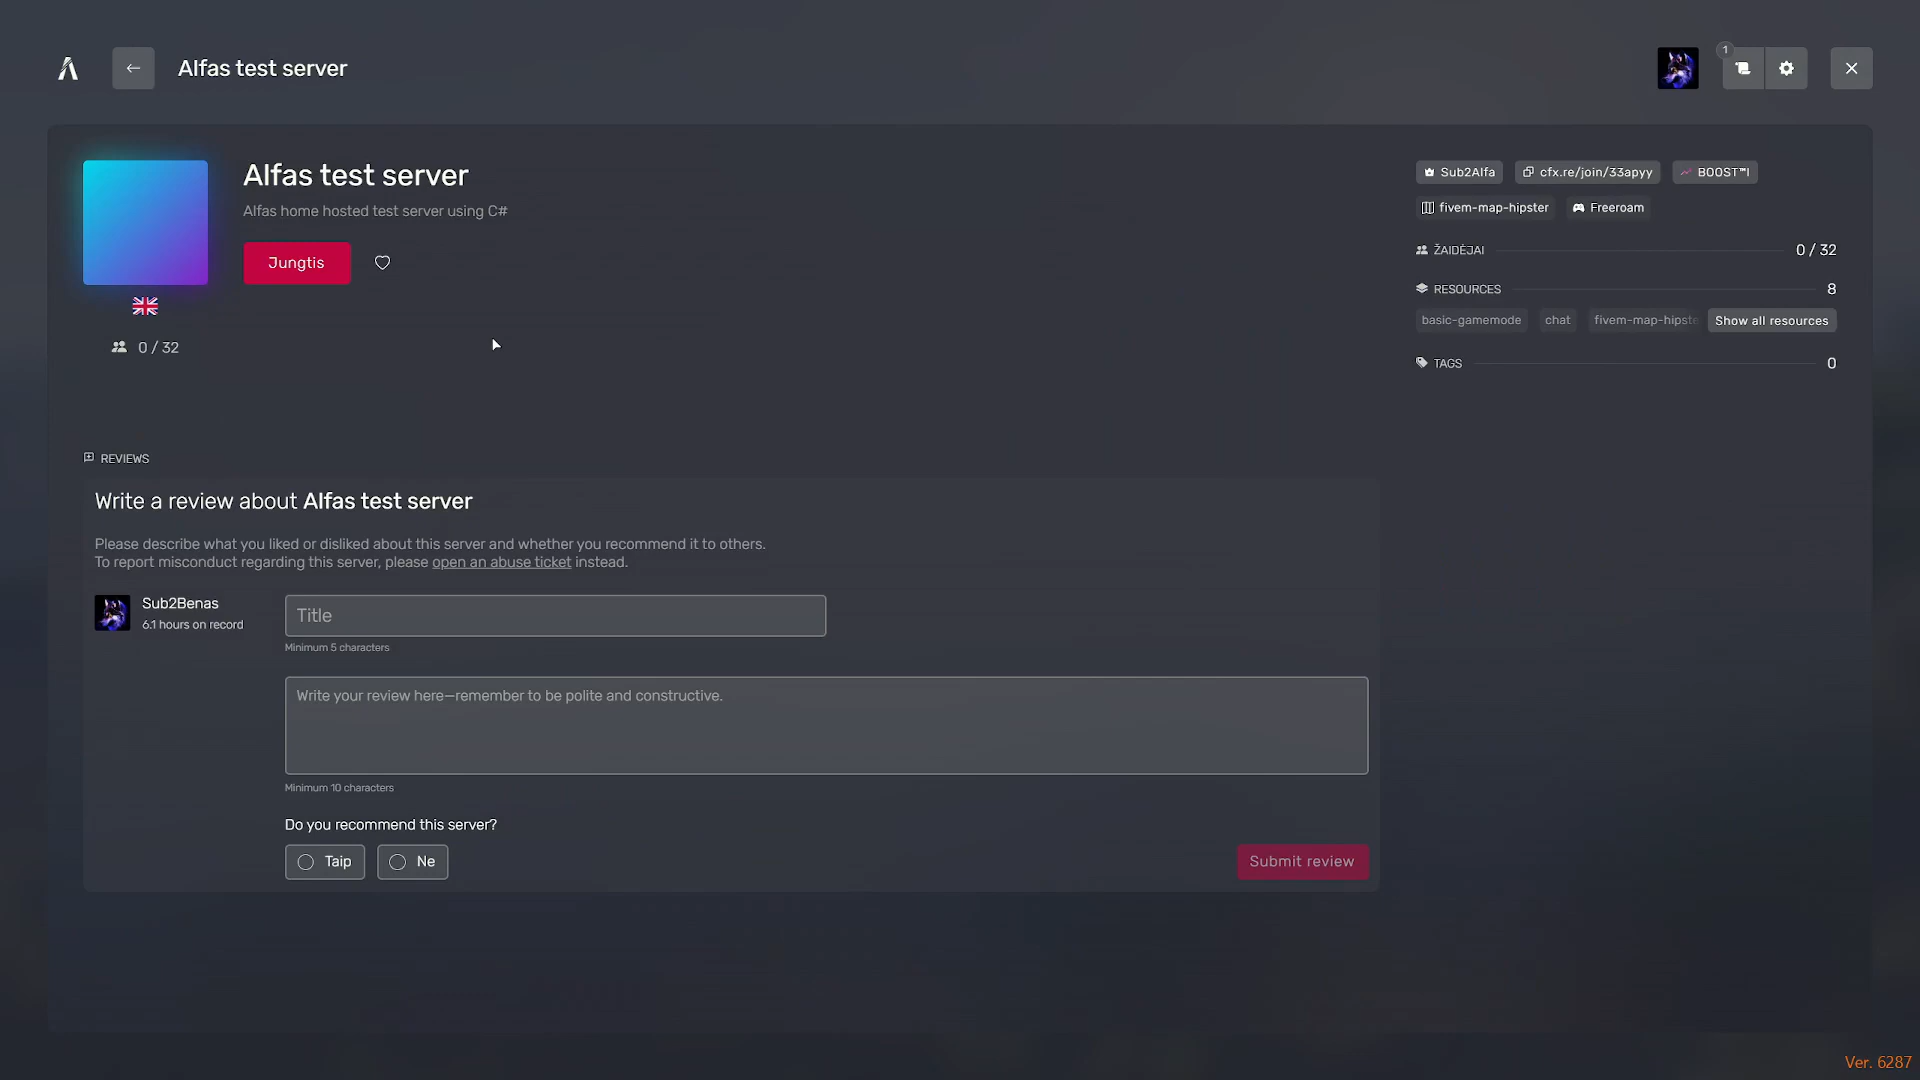 Alfas test server
1
Alfas test server
Alfas home hosted test server using C#
Jungtis
0 / 32
Sub2Alfa
cfx.re/join/33apyy
BOOST™
fivem-map-hipster
Freeroam
ŽAIDĖJAI
0 / 32
RESOURCES
8
basic-gamemode
chat
fivem-map-hipste
Show all resources
TAGS
0
REVIEWS
Write a review about Alfas test server
Please describe what you liked or disliked about this server and whether you recommend it to others.
To report misconduct regarding this server, please open an abuse ticket instead.
Sub2Benas
6.1 hours on record
Title
Minimum 5 characters
Write your review here—remember to be polite and constructive.
Minimum 10 characters
Do you recommend this server?
Taip
Ne
Submit review
Ver. 6287